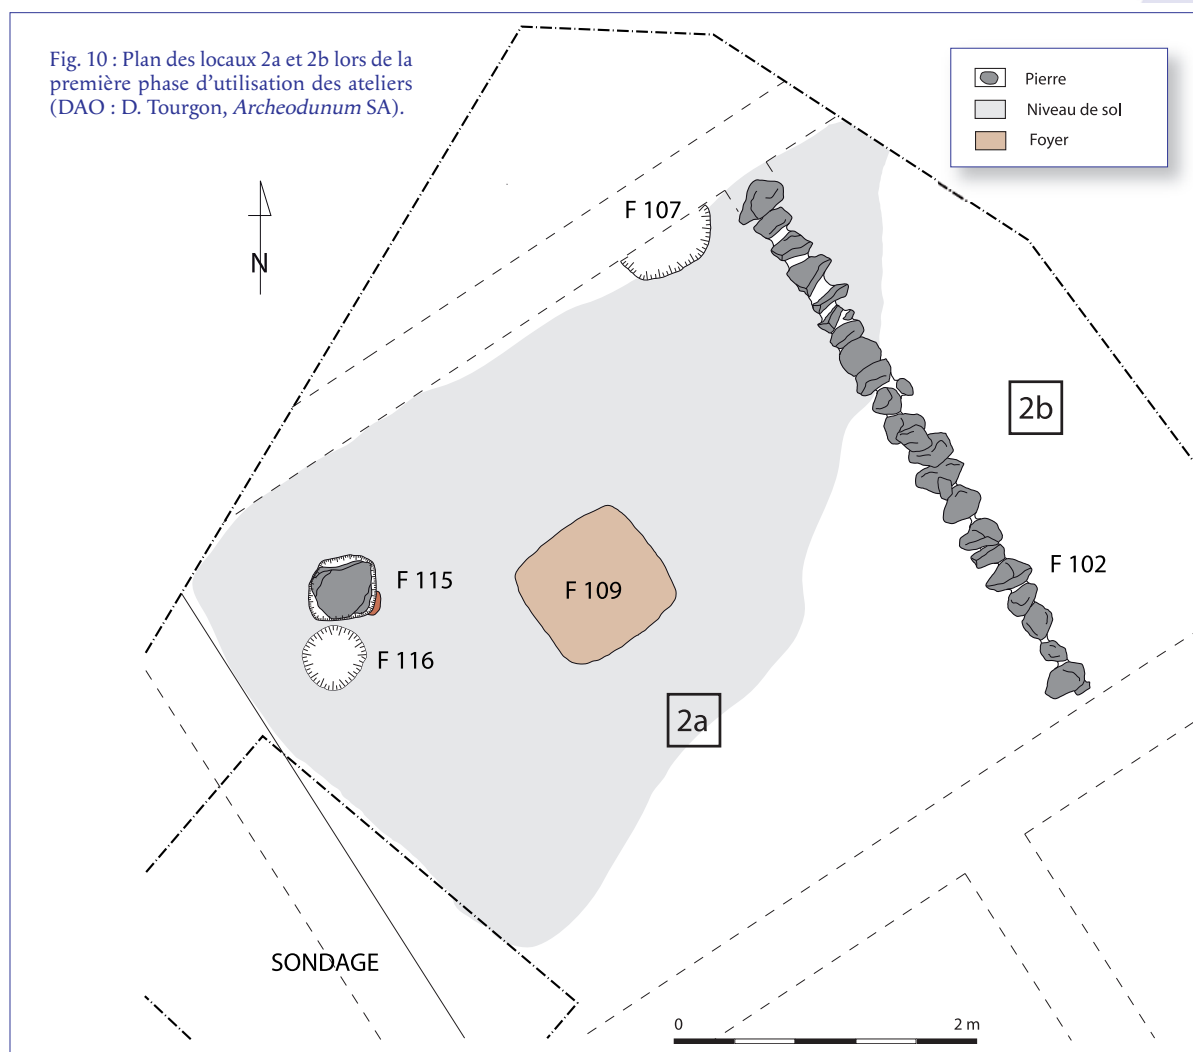 Fig. 10 : Plan des locaux 2a et 2b lors de la
première phase d’utilisation des ateliers
(DAO : D. Tourgon, Archeodunum SA).
Pierre
Niveau de sol
Foyer
N
F 107
2b
F 102
F 115
F 109
F 116
2a
SONDAGE
0
2 m